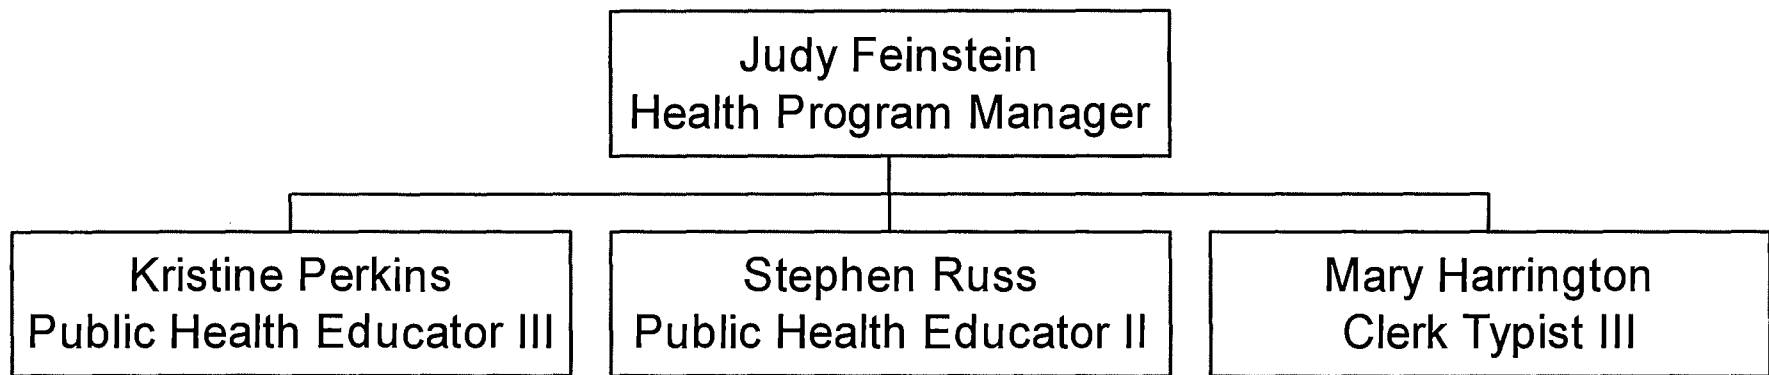 Judy Feinstein
Health Program Manager
Kristine Perkins
Public Health Educator III
Stephen Russ
Public Health Educator II
Mary Harrington
Clerk Typist III